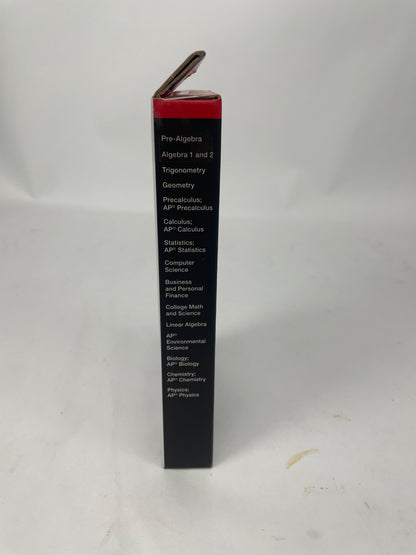 Pre-Algebra
Algebra 1 and 2
Trigonometry
Geometry
Precalculus;
AP® Precalculus
Calculus;
AP® Calculus
Statistics;
AP® Statistics
Computer
Science
Business
and Personal
Finance
College Math
and Science
Linear Algebra
AP®
Environmental
Science
Biology;
AP® Biology
Chemistry;
AP® Chemistry
Physics;
AP® Physics